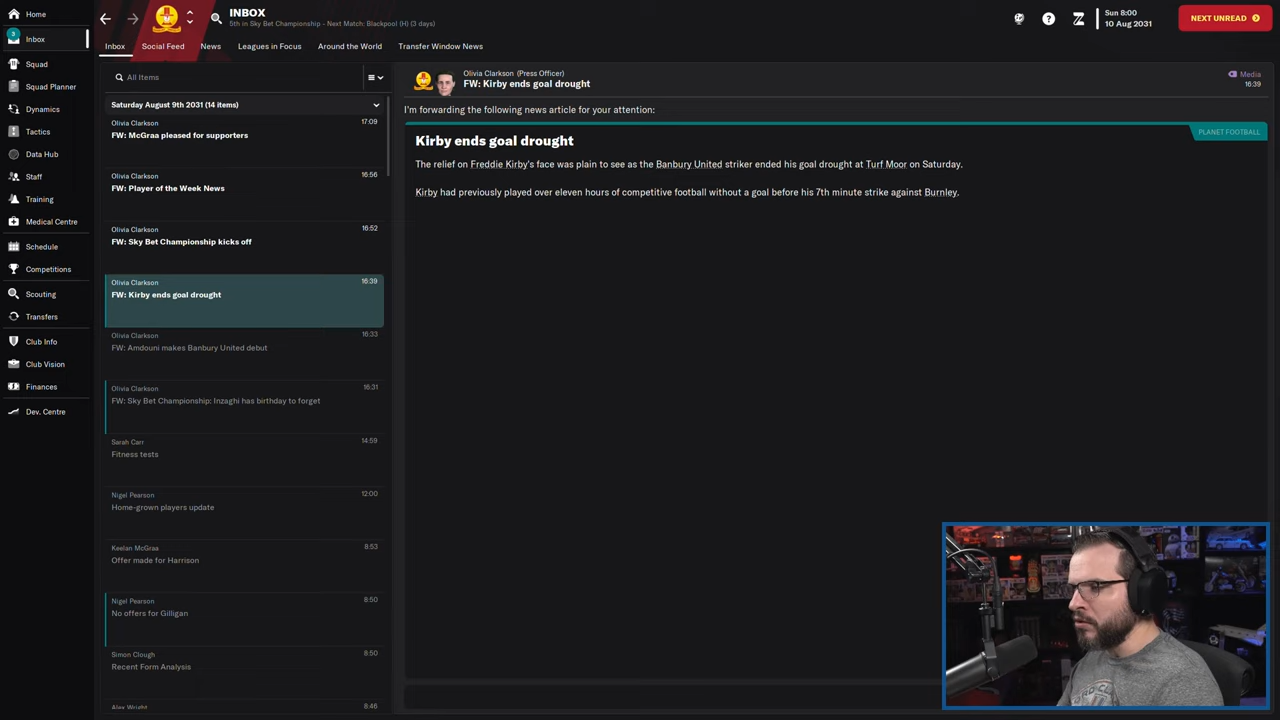 Home
3
Inbox
Squad
Squad Planner
Dynamics
Tactics
Data Hub
Staff
Training
Medical Centre
Schedule
Competitions
Scouting
Transfers
Club Info
Club Vision
Finances
Dev. Centre
INBOX
5th in Sky Bet Championship - Next Match: Blackpool (H) (3 days)
Sun 8:00
10 Aug 2031
NEXT UNREAD
Inbox
Social Feed
News
Leagues in Focus
Around the World
Transfer Window News
All Items
Saturday August 9th 2031 (14 items)
Olivia Clarkson 17:09
FW: McGraa pleased for supporters
Olivia Clarkson 16:56
FW: Player of the Week News
Olivia Clarkson 16:52
FW: Sky Bet Championship kicks off
Olivia Clarkson 16:39
FW: Kirby ends goal drought
Olivia Clarkson 16:33
FW: Amdouni makes Banbury United debut
Olivia Clarkson 16:31
FW: Sky Bet Championship: Inzaghi has birthday to forget
Sarah Carr 14:59
Fitness tests
Nigel Pearson 12:00
Home-grown players update
Keelan McGraa 8:53
Offer made for Harrison
Nigel Pearson 8:50
No offers for Gilligan
Simon Clough 8:50
Recent Form Analysis
Alex Wright 8:46
Olivia Clarkson (Press Officer)
FW: Kirby ends goal drought
Media
16:39
I'm forwarding the following news article for your attention:
PLANET FOOTBALL
Kirby ends goal drought
The relief on Freddie Kirby's face was plain to see as the Banbury United striker ended his goal drought at Turf Moor on Saturday.
Kirby had previously played over eleven hours of competitive football without a goal before his 7th minute strike against Burnley.